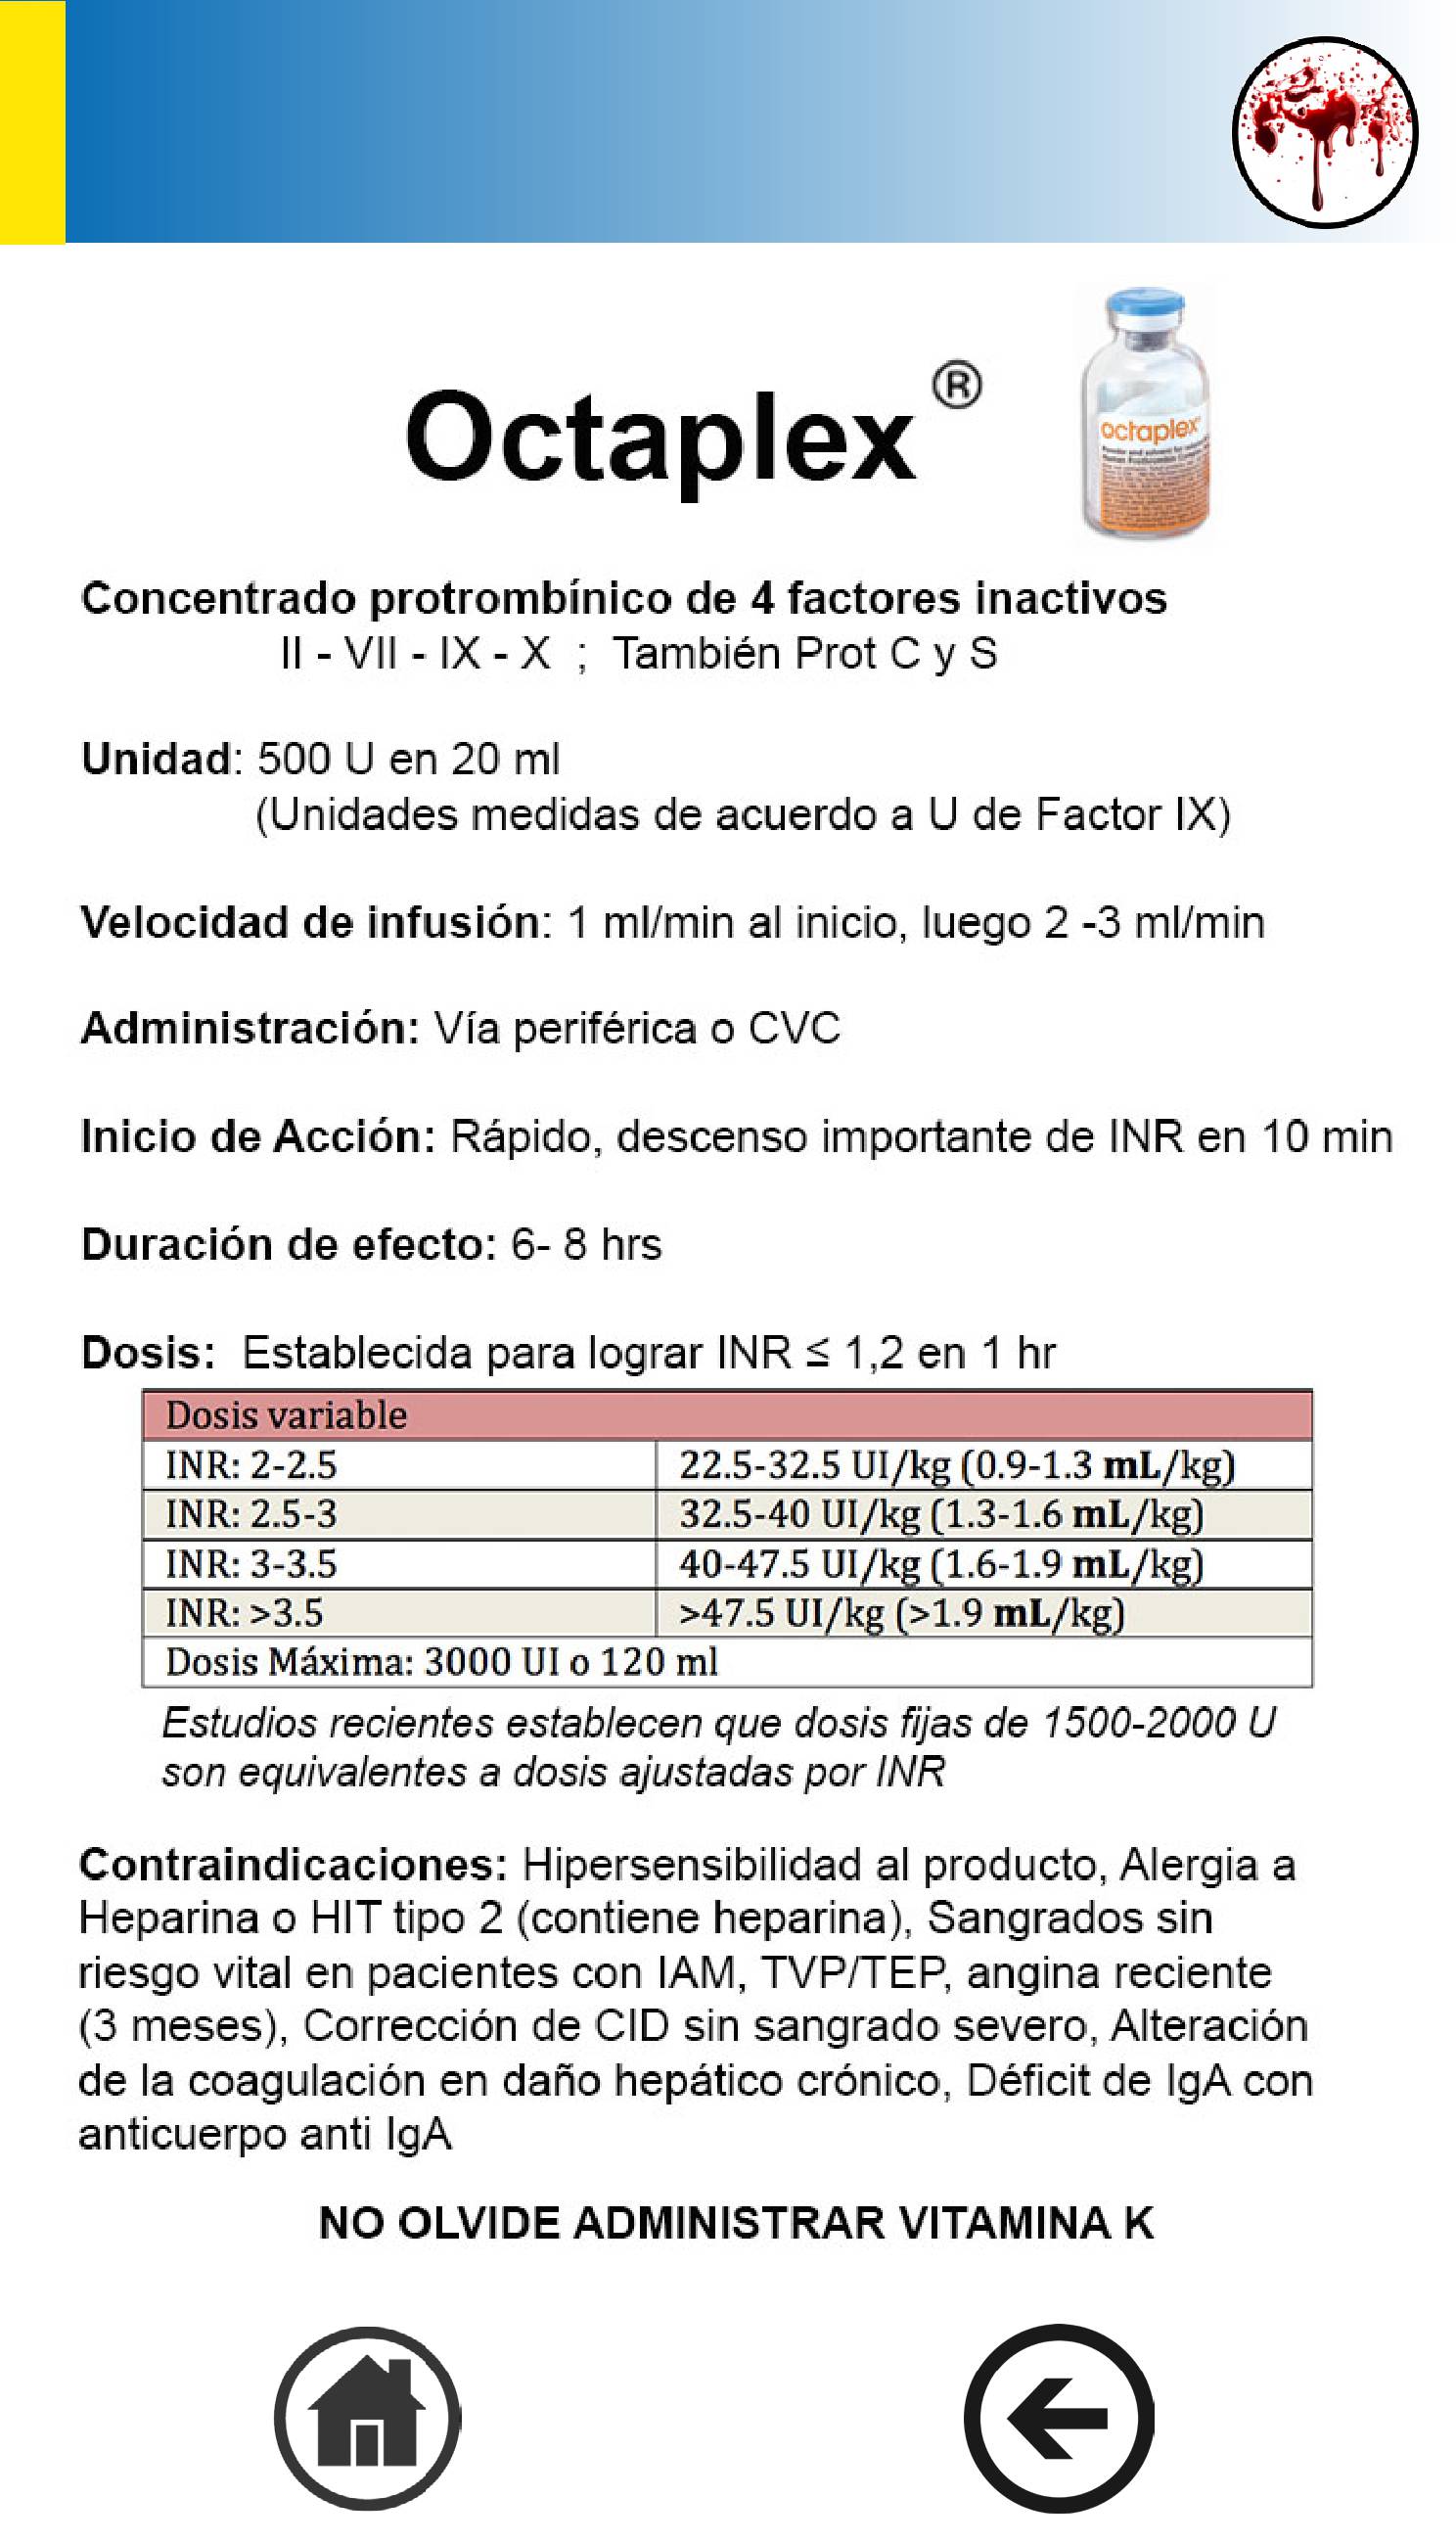 Octaplex ®
octaplex
Concentrado protrombínico de 4 factores inactivos
II - VII - IX - X ; También Prot C y S
Unidad: 500 U en 20 ml
(Unidades medidas de acuerdo a U de Factor IX)
Velocidad de infusión: 1 ml/min al inicio, luego 2 -3 ml/min
Administración: Vía periférica o CVC
Inicio de Acción: Rápido, descenso importante de INR en 10 min
Duración de efecto: 6- 8 hrs
Dosis: Establecida para lograr INR ≤ 1,2 en 1 hr
Dosis variable
INR: 2-2.5 22.5-32.5 UI/kg (0.9-1.3 mL/kg)
INR: 2.5-3 32.5-40 UI/kg (1.3-1.6 mL/kg)
INR: 3-3.5 40-47.5 UI/kg (1.6-1.9 mL/kg)
INR: >3.5 >47.5 UI/kg (>1.9 mL/kg)
Dosis Máxima: 3000 UI o 120 ml
Estudios recientes establecen que dosis fijas de 1500-2000 U
son equivalentes a dosis ajustadas por INR
Contraindicaciones: Hipersensibilidad al producto, Alergia a
Heparina o HIT tipo 2 (contiene heparina), Sangrados sin
riesgo vital en pacientes con IAM, TVP/TEP, angina reciente
(3 meses), Corrección de CID sin sangrado severo, Alteración
de la coagulación en daño hepático crónico, Déficit de IgA con
anticuerpo anti IgA
NO OLVIDE ADMINISTRAR VITAMINA K